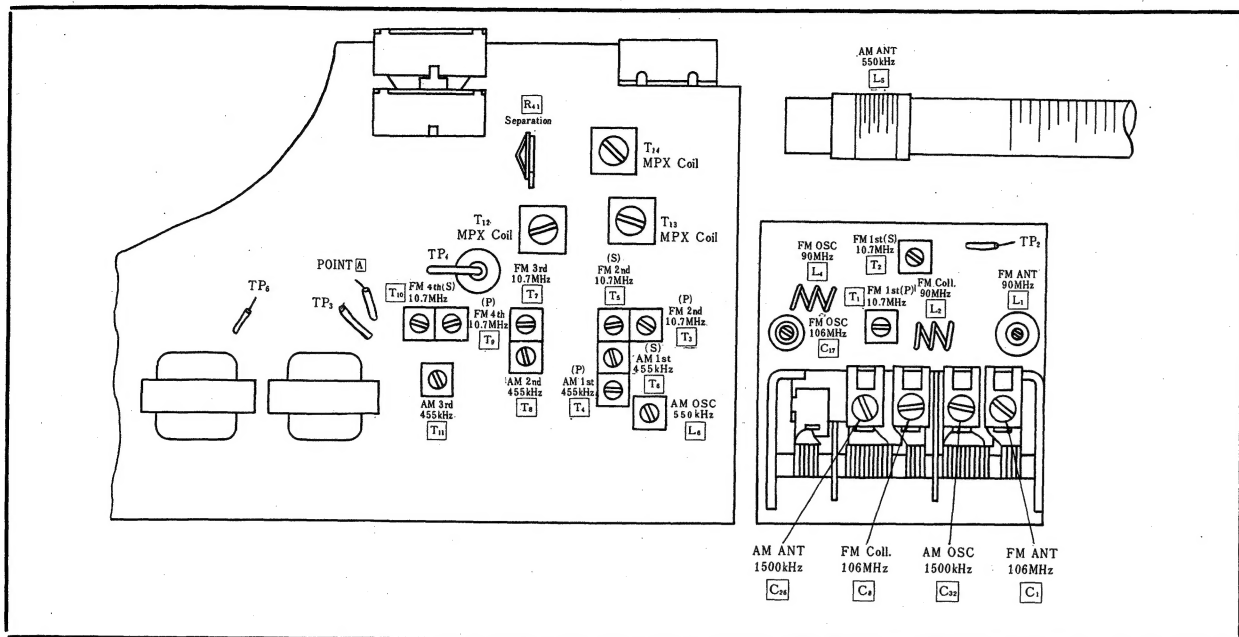 R41
Separation
T14
MPX Coil
T12
MPX Coil
T13
MPX Coil
TP4
POINT A
TP6
TP3
T10
FM 4th(S)
10.7MHz
(P)
FM 4th
10.7MHz
T9
FM 3rd
10.7MHz
T7
(S)
FM 2nd
10.7MHz
T5
(P)
FM 2nd
10.7MHz
T3
AM 3rd
455kHz
T11
AM 2nd
455kHz
T8
(P)
AM 1st
455kHz
T4
(S)
AM 1st
455kHz
T6
AM OSC
550kHz
L6
AM ANT
550kHz
L5
FM OSC
90MHz
L4
FM 1st(S)
10.7MHz
T2
TP2
T1
FM 1st(P)
10.7MHz
FM Coll.
90MHz
L2
FM ANT
90MHz
L1
FM OSC
106MHz
C17
AM ANT
1500kHz
C26
FM Coll.
106MHz
C8
AM OSC
1500kHz
C32
FM ANT
106MHz
C1